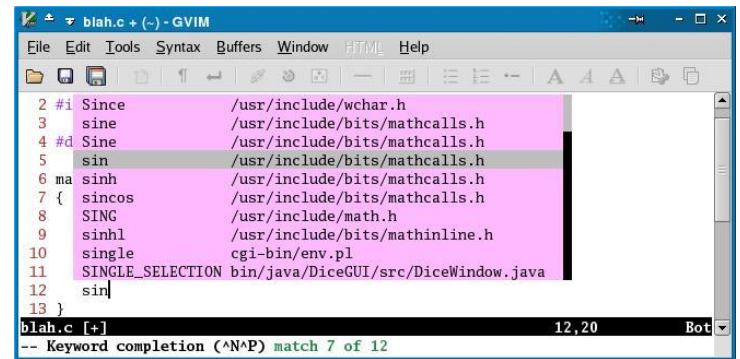 blah.c + (~) - GVIM
File Edit Tools Syntax Buffers Window HTML Help
2 #i Since /usr/include/wchar.h
3 sine /usr/include/bits/mathcalls.h
4 #d Sine /usr/include/bits/mathcalls.h
5 sin /usr/include/bits/mathcalls.h
6 ma sinh /usr/include/bits/mathcalls.h
7 { sincos /usr/include/bits/mathcalls.h
8 SING /usr/include/math.h
9 sinhl /usr/include/bits/mathinline.h
10 single cgi-bin/env.pl
11 SINGLE_SELECTION bin/java/DiceGUI/src/DiceWindow.java
12 sin
13 }
blah.c [+] 12,20 Bot
-- Keyword completion (^N^P) match 7 of 12